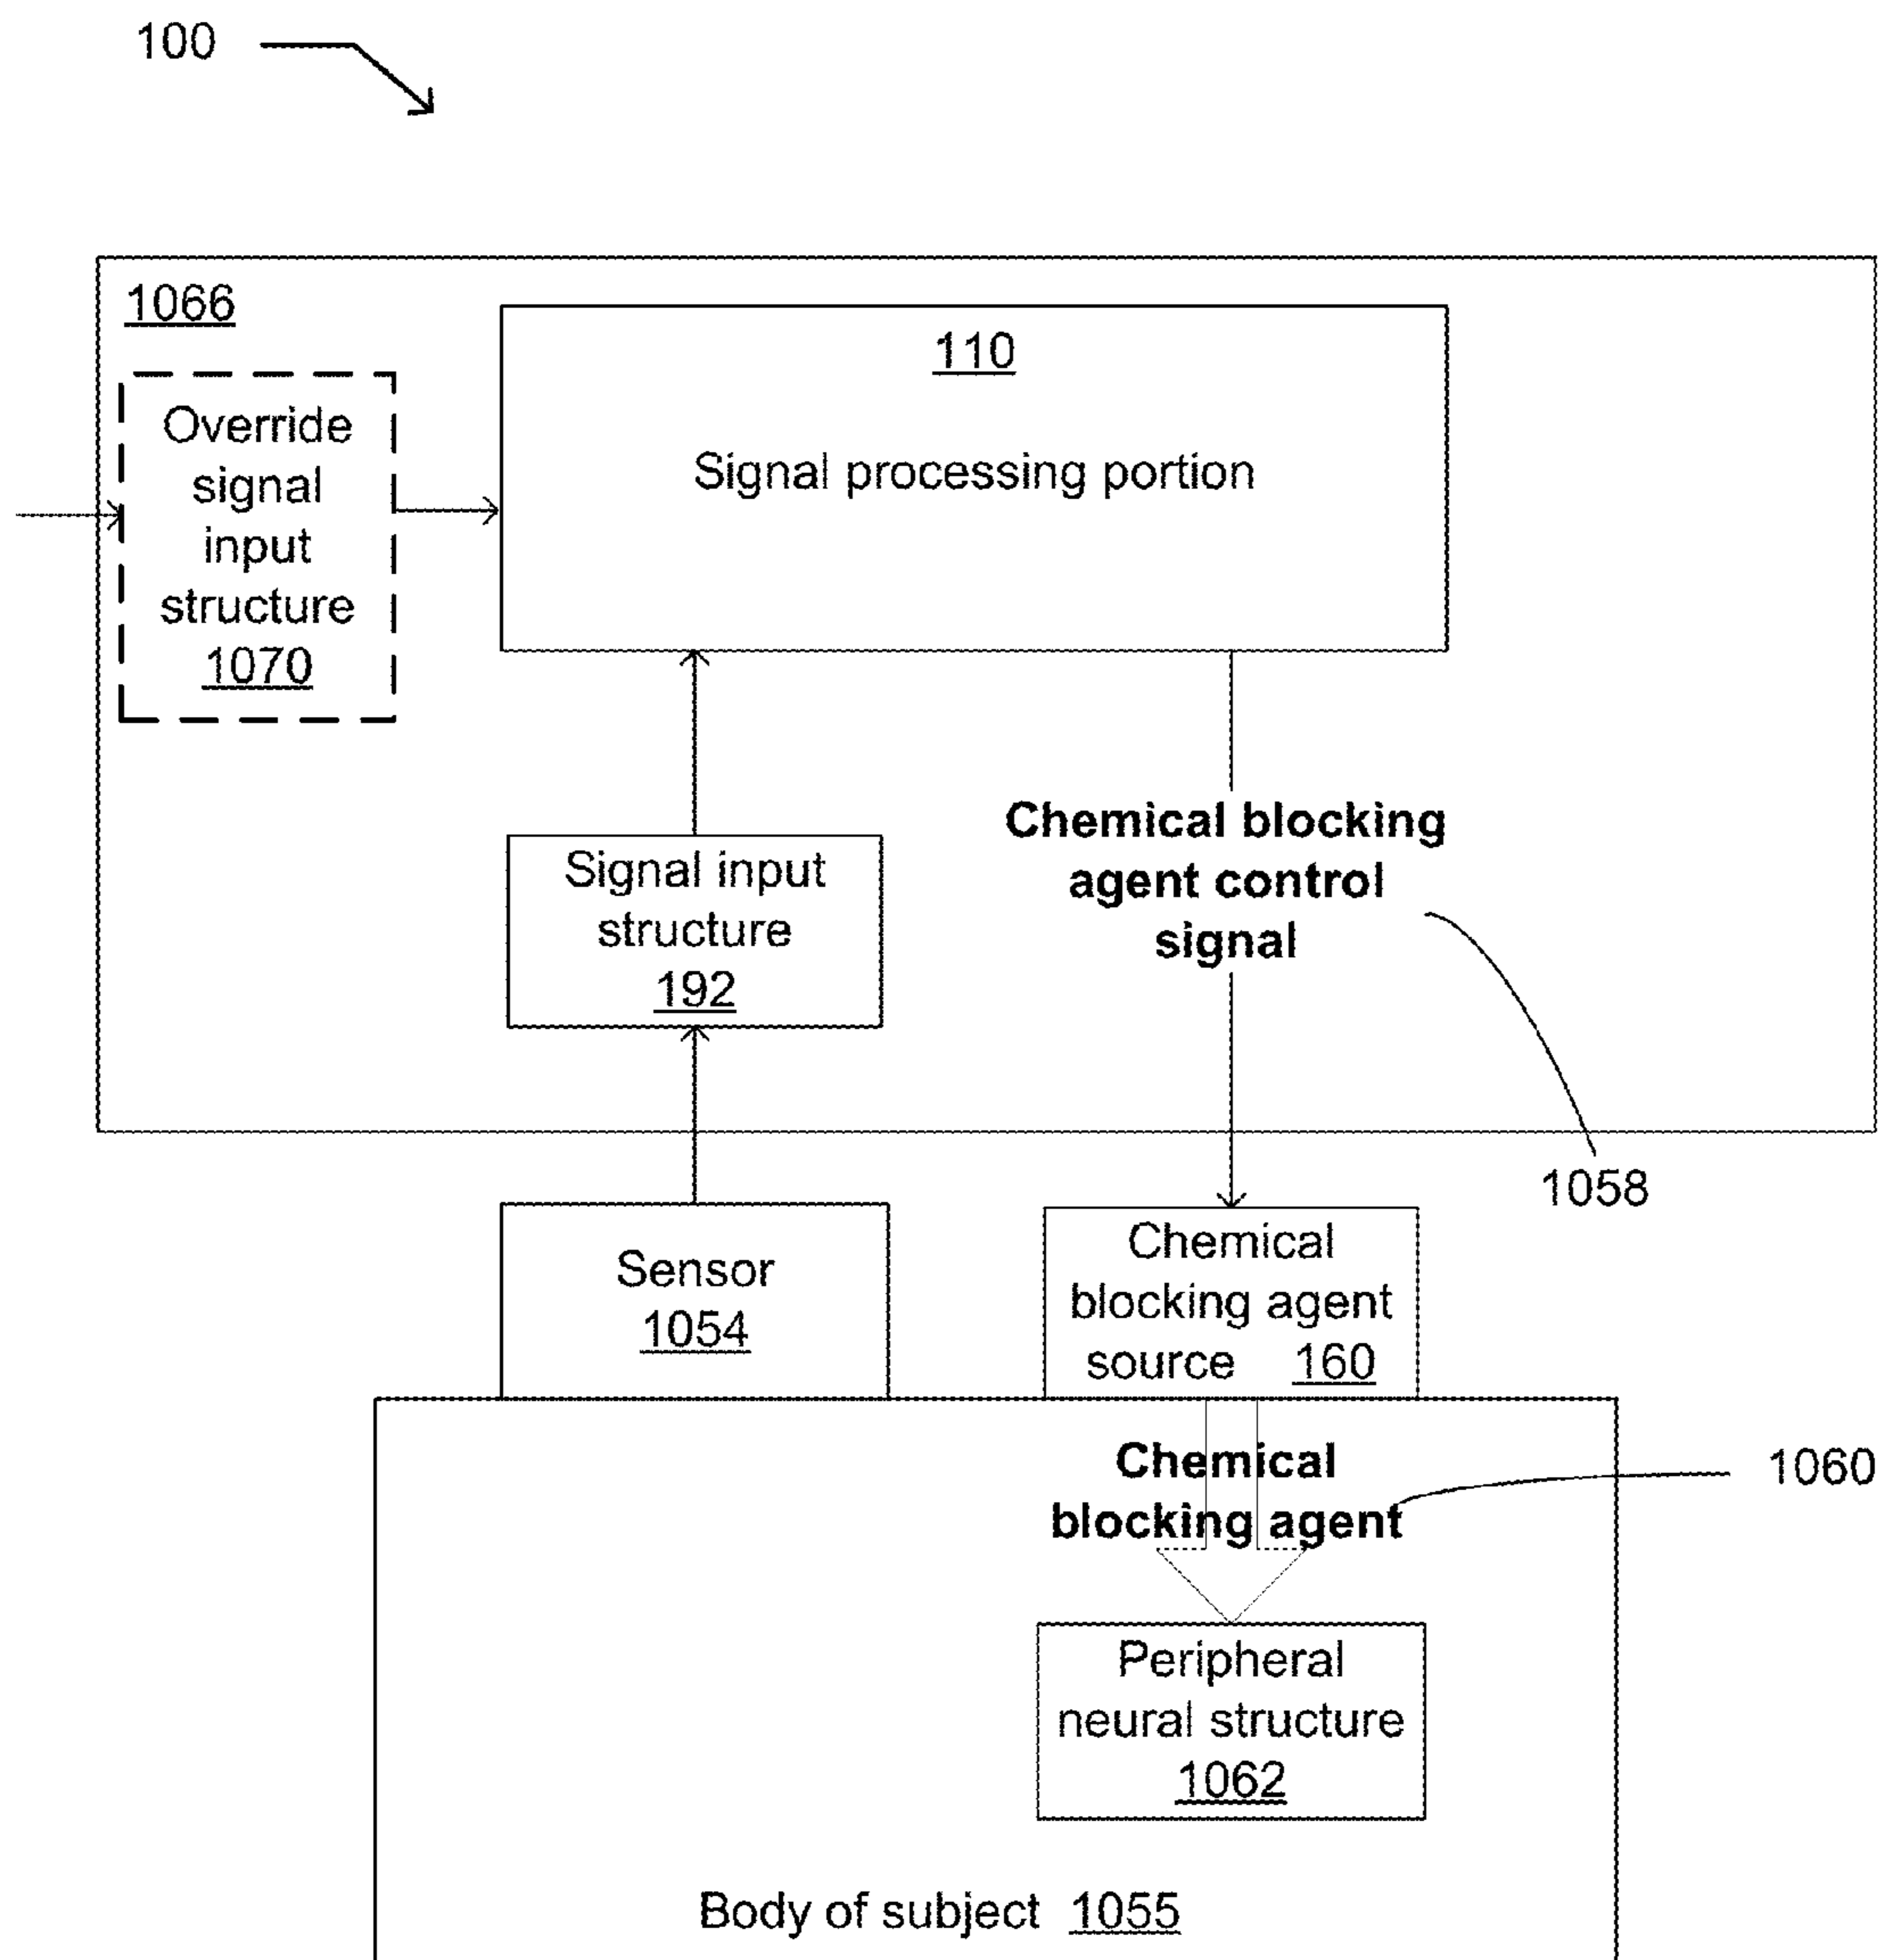 100
1066
Override
signal
input
structure
1070
110
Signal processing portion
Signal input
structure
192
Chemical blocking
agent control
signal
1058
Sensor
1054
Chemical
blocking agent
source 160
Chemical
blocking agent
1060
Peripheral
neural structure
1062
Body of subject 1055